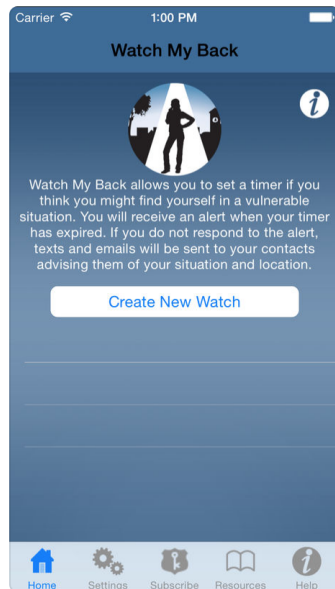 Carrier 1:00 PM
Watch My Back
Watch My Back allows you to set a timer if you
think you might find yourself in a vulnerable
situation. You will receive an alert when your timer
has expired. If you do not respond to the alert,
texts and emails will be sent to your contacts
advising them of your situation and location.
Create New Watch
Home Settings Subscribe Resources Help